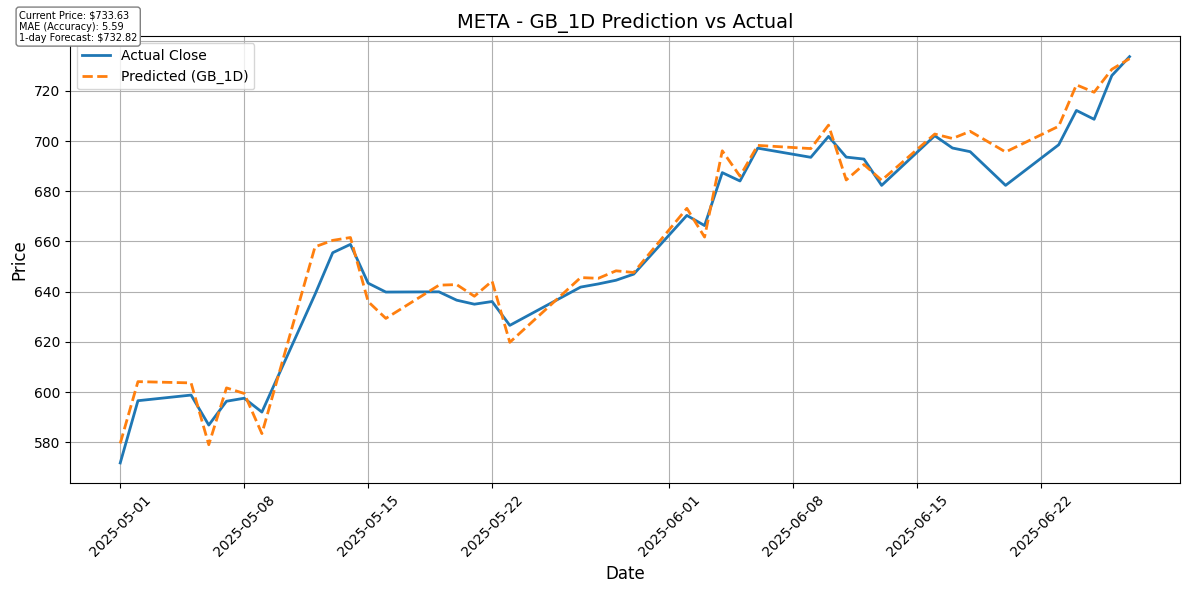 META - GB_1D Prediction vs Actual
Current Price: $733.63
MAE (Accuracy): 5.59
1-day Forecast: $732.82
Actual Close
Predicted (GB_1D)
Price
720
700
680
660
640
620
600
580
2025-05-01
2025-05-08
2025-05-15
2025-05-22
2025-06-01
2025-06-08
2025-06-15
2025-06-22
Date